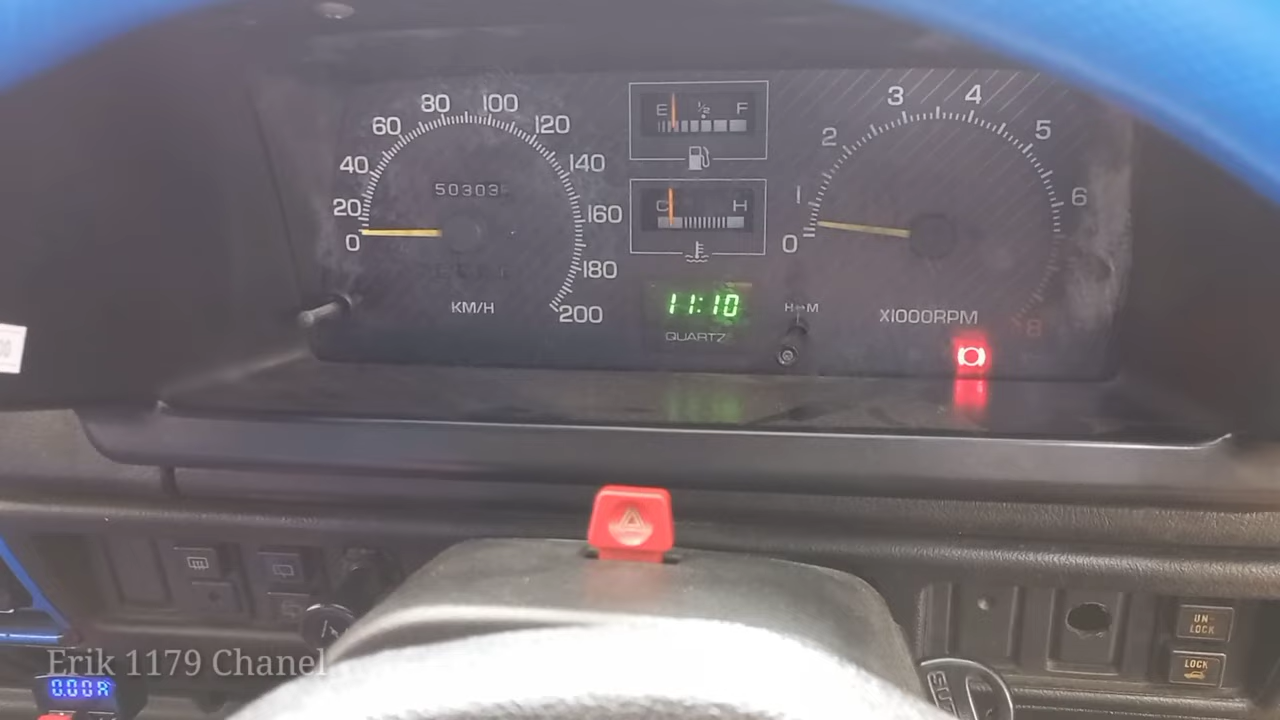 80 100
60 120
40 140
20 160
0 180
200
50303
KM/H
E ½ F
C H
11:10
QUARTZ
H↔M
3 4
2 5
1 6
0 8
X1000RPM
UN-
LOCK
LOCK
Erik 1179 Chanel
0.00A